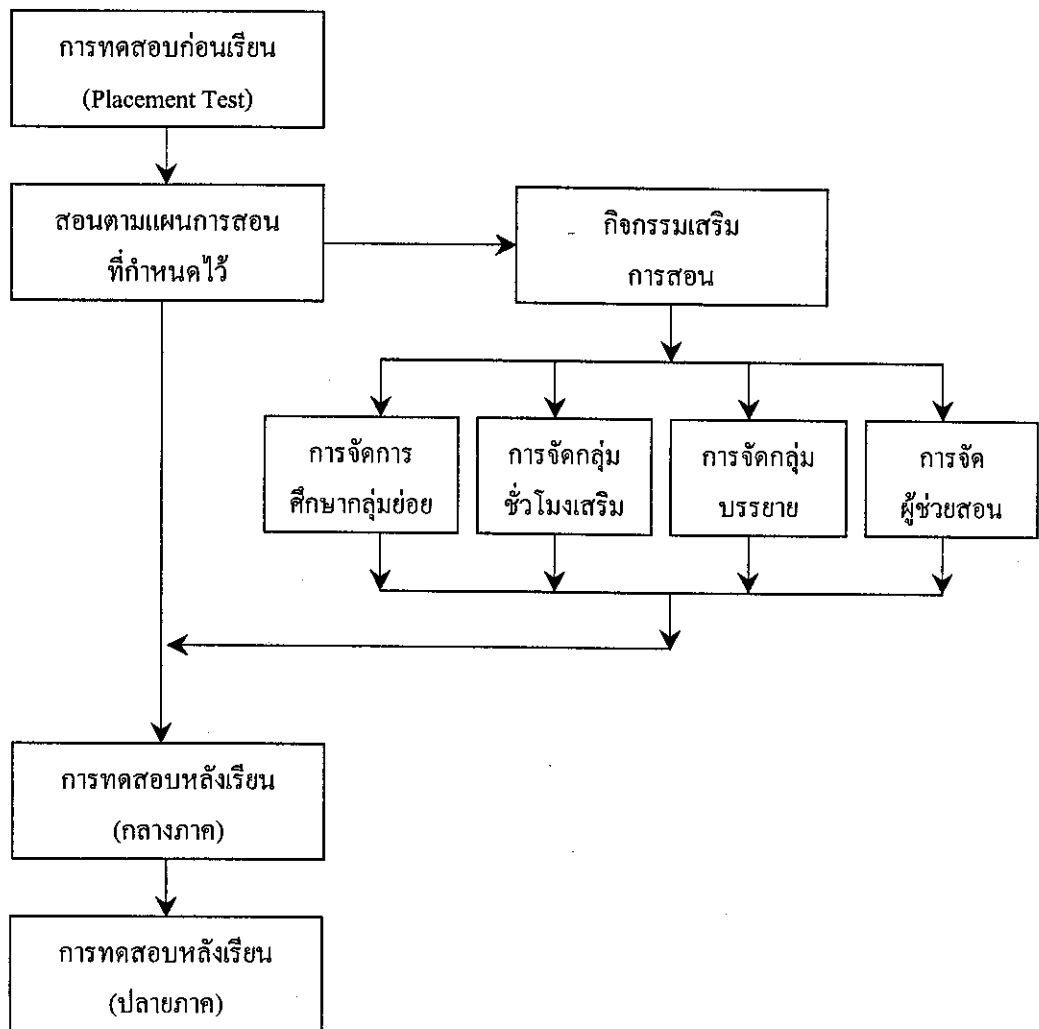 การทดสอบก่อนเรียน
(Placement Test)
สอนตามแผนการสอน
ที่กำหนดไว้
กิจกรรมเสริม
การสอน
การจัดการ
ศึกษากลุ่มย่อย
การจัดกลุ่ม
ชั่วโมงเสริม
การจัดกลุ่ม
บรรยาย
การจัด
ผู้ช่วยสอน
การทดสอบหลังเรียน
(กลางภาค)
การทดสอบหลังเรียน
(ปลายภาค)